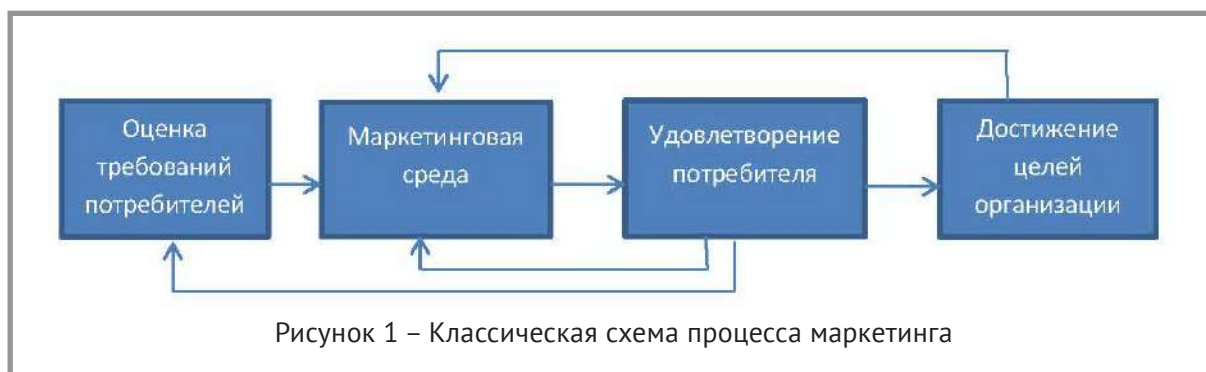 Оценка
требований
потребителей
Маркетинговая
среда
Удовлетворение
потребителя
Достижение
целей
организации
Рисунок 1 – Классическая схема процесса маркетинга